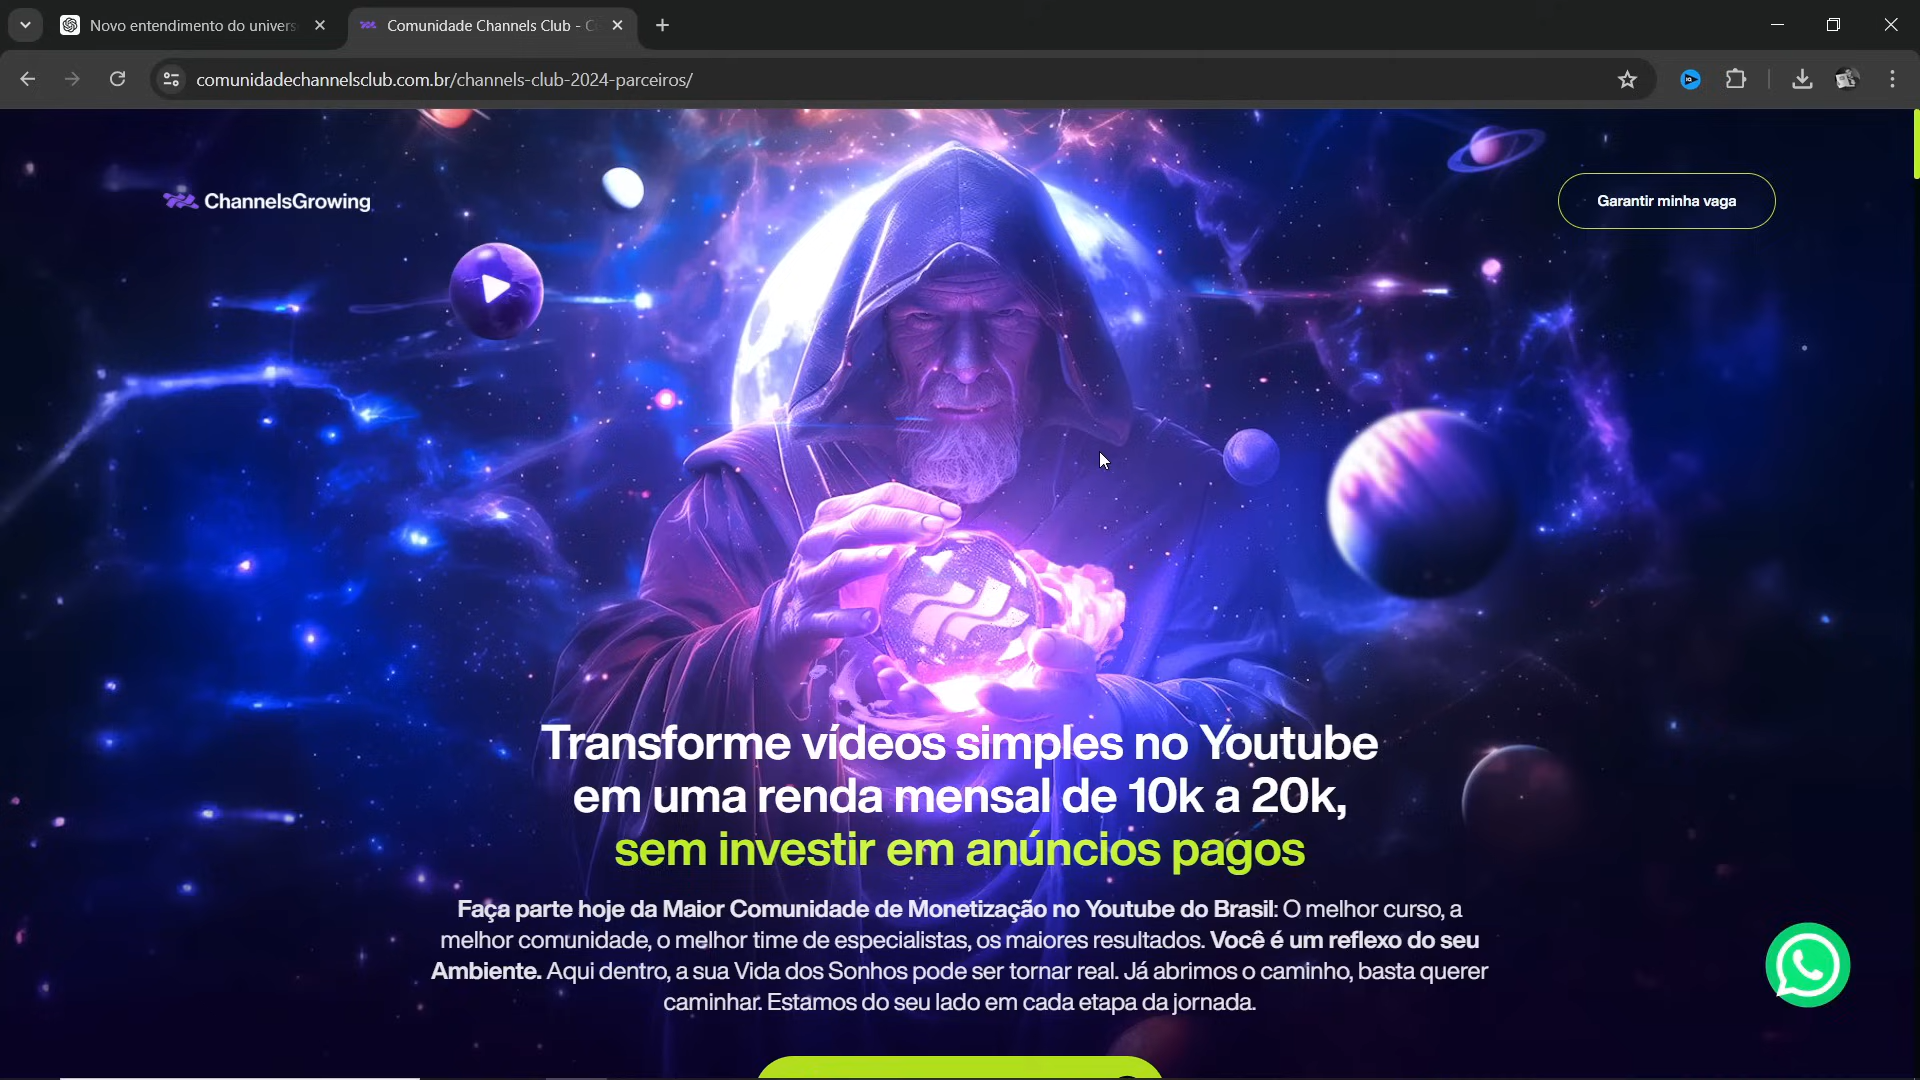 Novo entendimento do univers
Comunidade Channels Club - C
comunidadechannelsclub.com.br/channels-club-2024-parceiros/
ChannelsGrowing
Garantir minha vaga
Transforme vídeos simples no Youtube
em uma renda mensal de 10k a 20k,
sem investir em anúncios pagos
Faça parte hoje da Maior Comunidade de Monetização no Youtube do Brasil: O melhor curso, a
melhor comunidade, o melhor time de especialistas, os maiores resultados. Você é um reflexo do seu
Ambiente. Aqui dentro, a sua Vida dos Sonhos pode ser tornar real. Já abrimos o caminho, basta querer
caminhar. Estamos do seu lado em cada etapa da jornada.